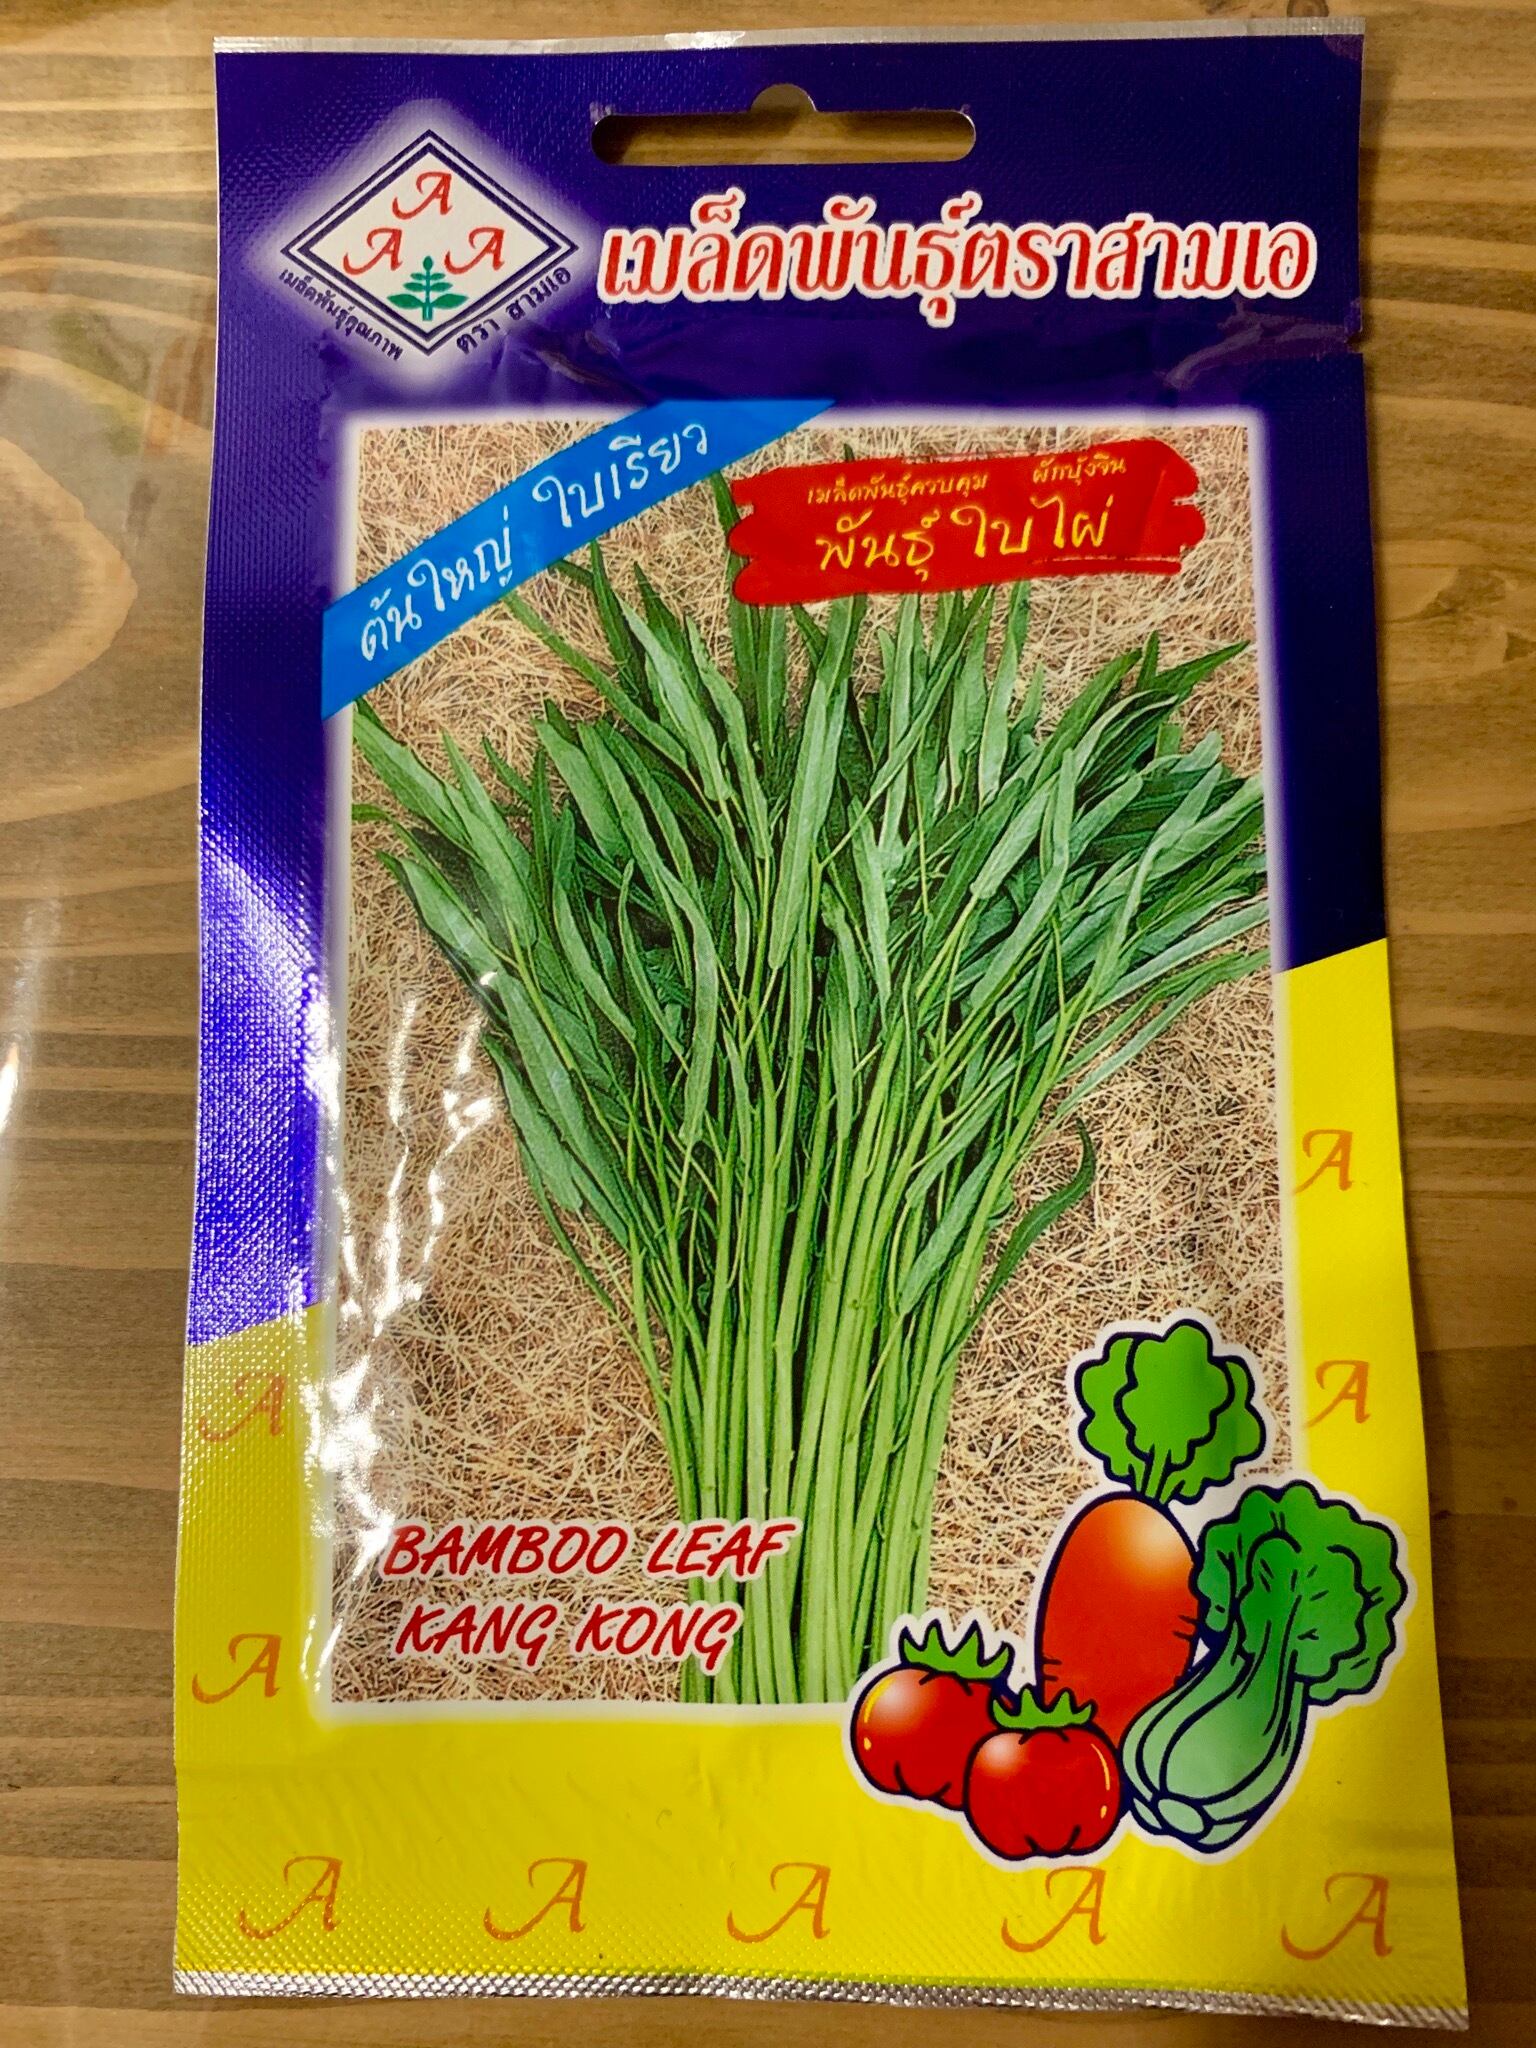 A
A A
เมล็ดพันธุ์คุณภาพ
ตรา สามเอ
เมล็ดพันธุ์ตราสามเอ
ต้นใหญ่ ใบเรียว
เมล็ดพันธุ์ควบคุม ผักบุ้งจีน
พันธุ์ ใบไผ่
BAMBOO LEAF
KANG KONG
A
A
A
A
A A A A A